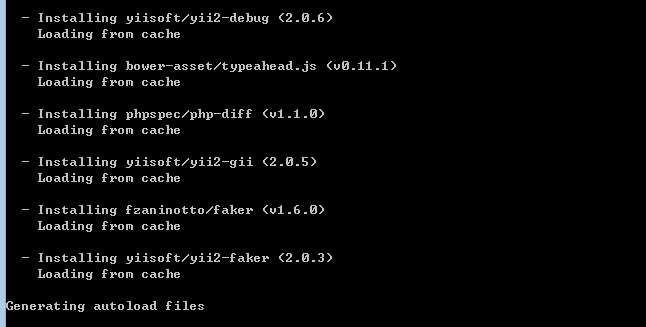 - Installing yiisoft/yii2-debug (2.0.6)
Loading from cache
- Installing bower-asset/typeahead.js (v0.11.1)
Loading from cache
- Installing phpspec/php-diff (v1.1.0)
Loading from cache
- Installing yiisoft/yii2-gii (2.0.5)
Loading from cache
- Installing fzaninotto/faker (v1.6.0)
Loading from cache
- Installing yiisoft/yii2-faker (2.0.3)
Loading from cache
Generating autoload files